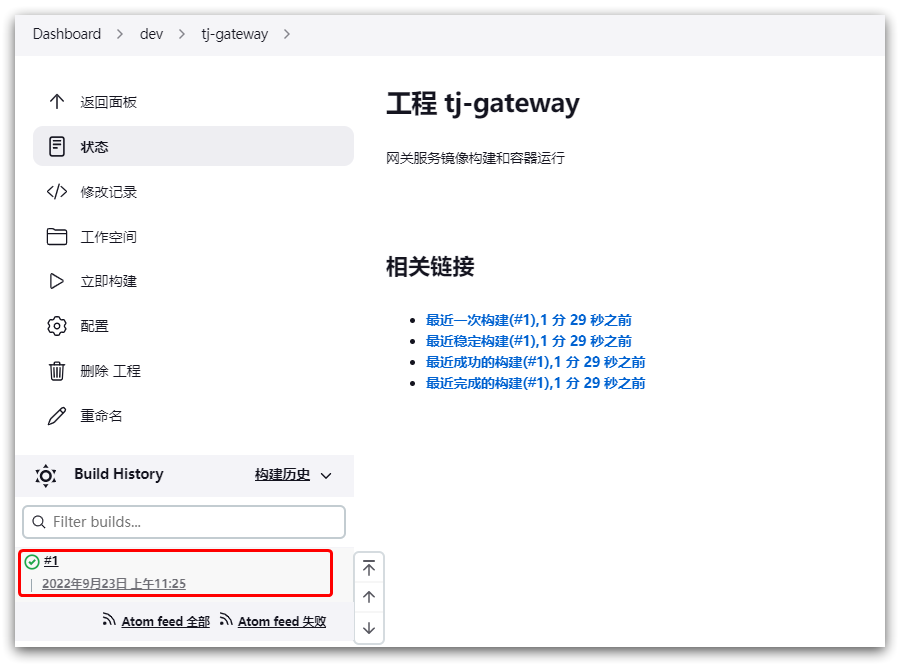 Dashboard > dev > tj-gateway >
返回面板
状态
修改记录
工作空间
立即构建
配置
删除 工程
重命名
Build History 构建历史
Filter builds...
#1
2022年9月23日 上午11:25
Atom feed 全部 Atom feed 失败
工程 tj-gateway
网关服务镜像构建和容器运行
相关链接
最近一次构建(#1),1 分 29 秒之前
最近稳定构建(#1),1 分 29 秒之前
最近成功的构建(#1),1 分 29 秒之前
最近完成的构建(#1),1 分 29 秒之前